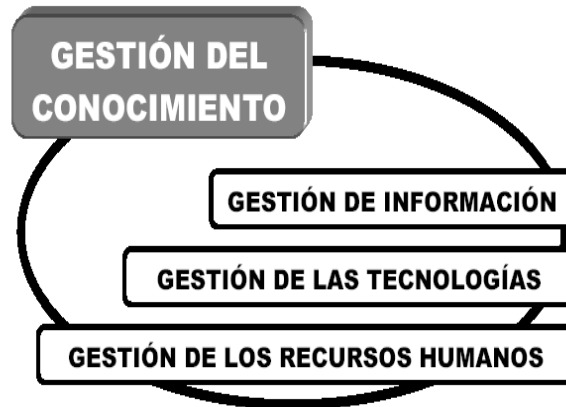 GESTIÓN DEL
CONOCIMIENTO
GESTIÓN DE INFORMACIÓN
GESTIÓN DE LAS TECNOLOGÍAS
GESTIÓN DE LOS RECURSOS HUMANOS